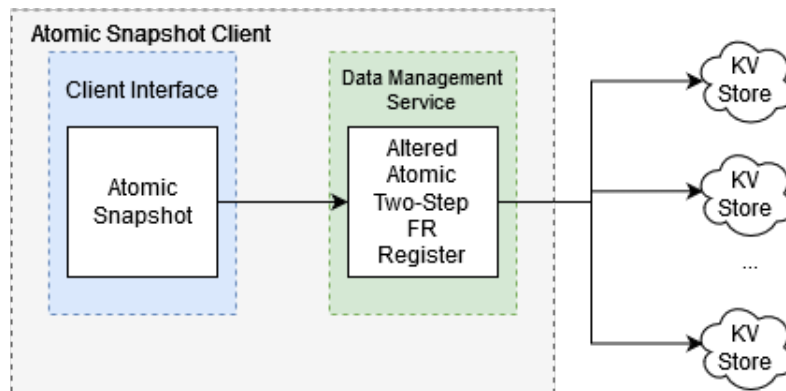 Atomic Snapshot Client
Client Interface
Atomic
Snapshot
Data Management
Service
Altered
Atomic
Two-Step
FR
Register
KV
Store
KV
Store
...
KV
Store